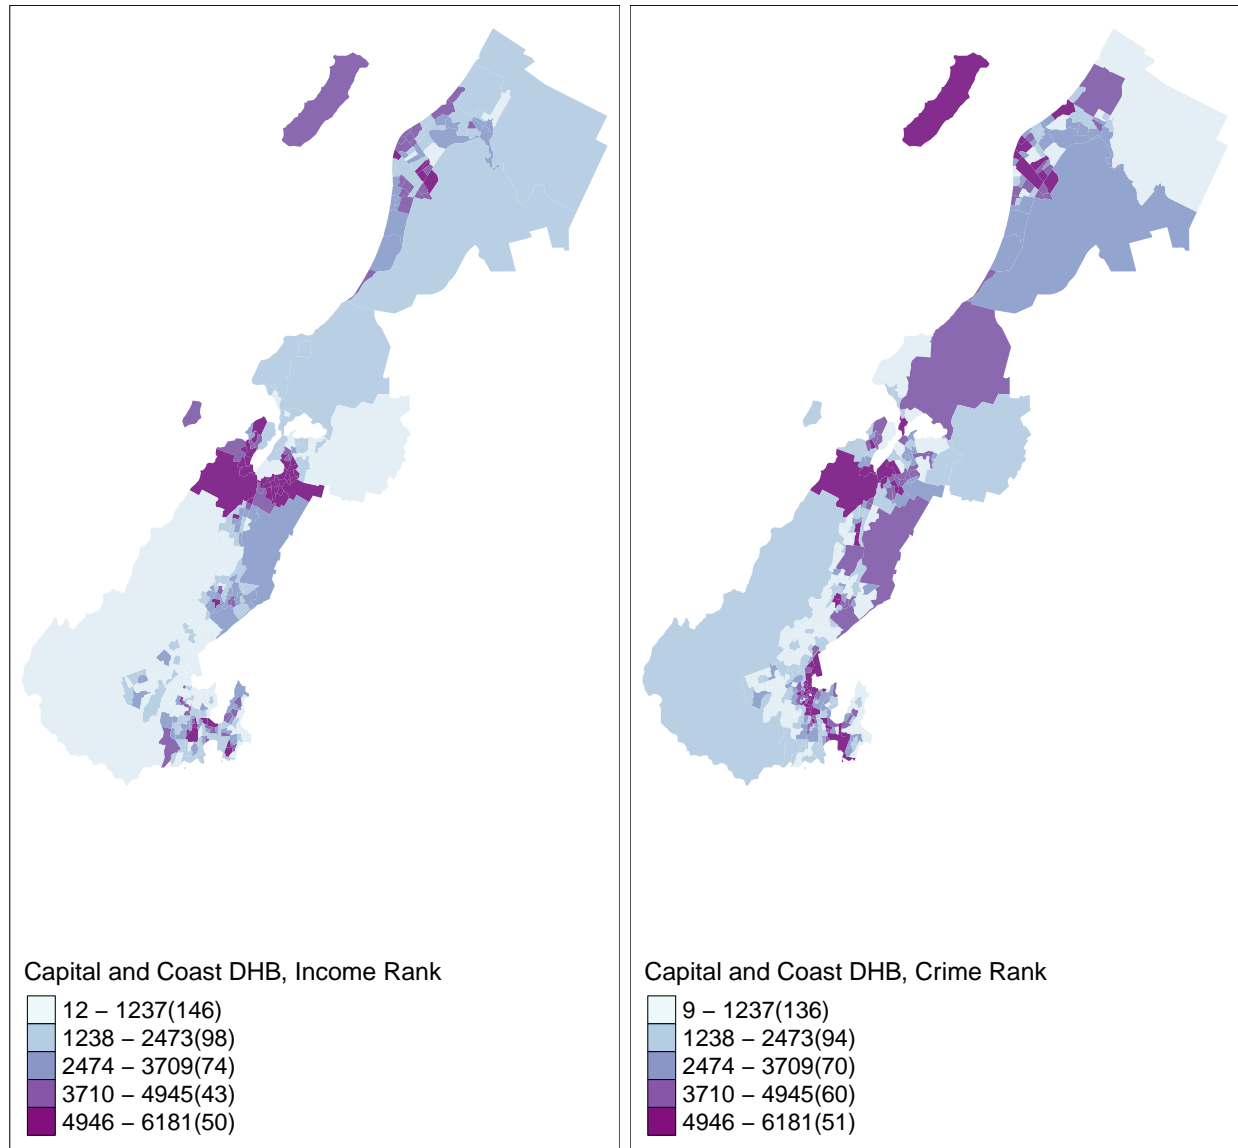 Capital and Coast DHB, Income Rank
12 – 1237(146)
1238 – 2473(98)
2474 – 3709(74)
3710 – 4945(43)
4946 – 6181(50)
Capital and Coast DHB, Crime Rank
9 – 1237(136)
1238 – 2473(94)
2474 – 3709(70)
3710 – 4945(60)
4946 – 6181(51)